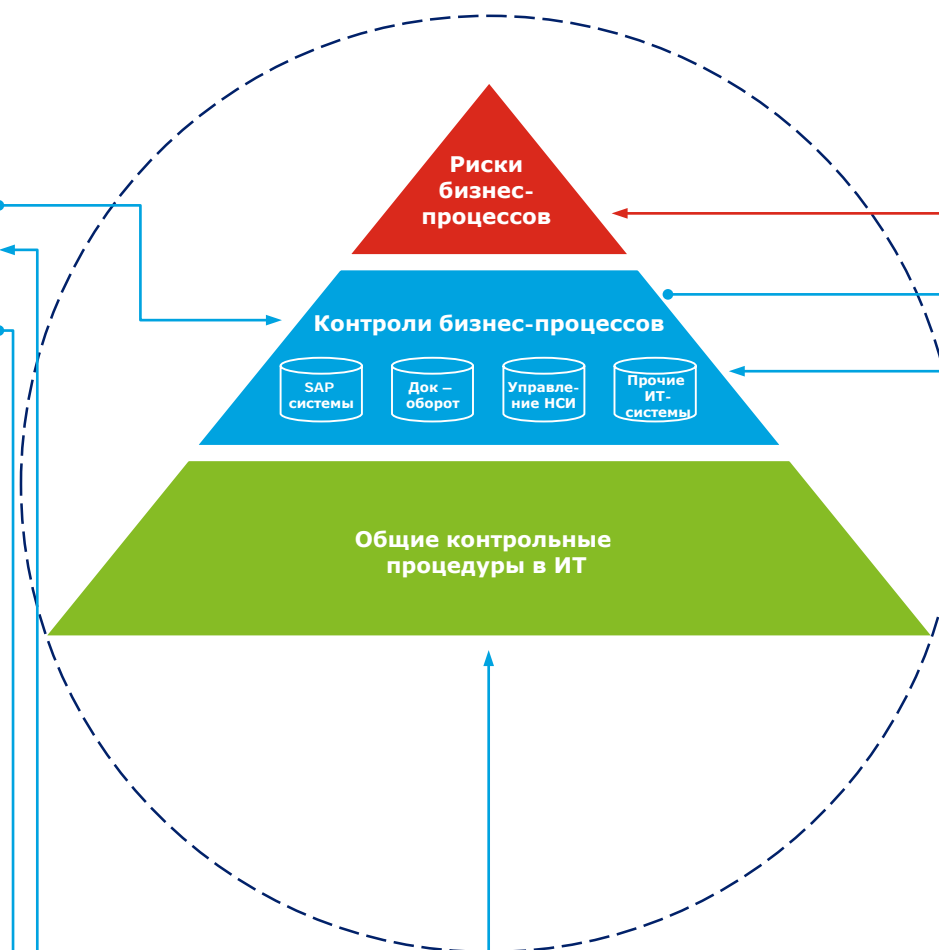 Риски
бизнес-
процессов
Контроли бизнес-процессов
SAP
системы
Док –
оборот
Управле-
ние НСИ
Прочие
ИТ-
системы
Общие контрольные
процедуры в ИТ